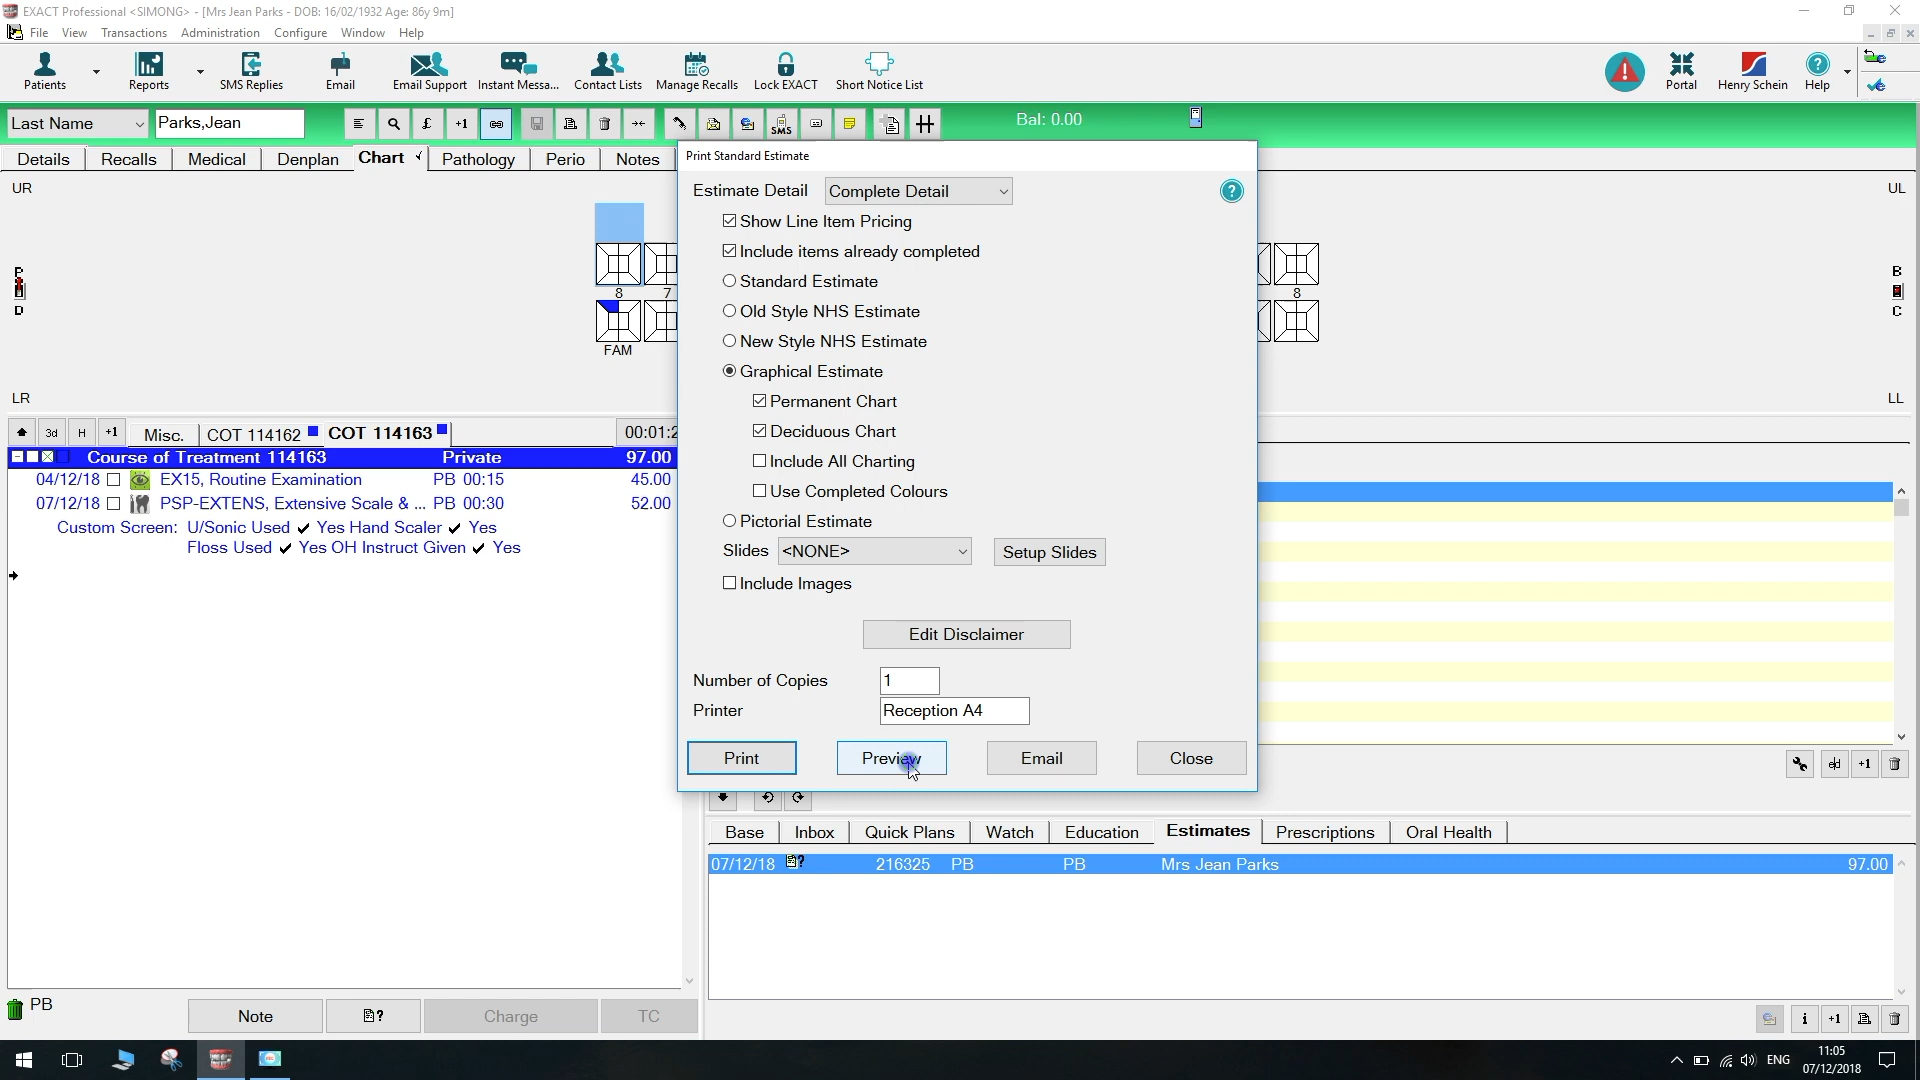 EXACT Professional <SIMONG> - [Mrs Jean Parks - DOB: 16/02/1932 Age: 86y 9m]
File View Transactions Administration Configure Window Help
Patients Reports SMS Replies Email Email Support Instant Messa... Contact Lists Manage Recalls Lock EXACT Short Notice List Portal Henry Schein Help
Last Name Parks,Jean £ +1 SMS Bal: 0.00
Details Recalls Medical Denplan Chart Pathology Perio Notes
Print Standard Estimate
UR UL
Estimate Detail Complete Detail ?
Show Line Item Pricing
Include items already completed
Standard Estimate
P B
8 7 8
D C
Old Style NHS Estimate
New Style NHS Estimate
FAM
Graphical Estimate
LR LL
Permanent Chart
Deciduous Chart
3d H +1 Misc. COT 114162 COT 114163 00:01:2
Course of Treatment 114163 Private 97.00
Include All Charting
04/12/18 EX15, Routine Examination PB 00:15 45.00
Use Completed Colours
07/12/18 PSP-EXTENS, Extensive Scale & ... PB 00:30 52.00
Custom Screen: U/Sonic Used Yes Hand Scaler Yes
Floss Used Yes OH Instruct Given Yes
Pictorial Estimate
Slides <NONE> Setup Slides
Include Images
Edit Disclaimer
Number of Copies 1
Printer Reception A4
Print Preview Email Close
+1
Base Inbox Quick Plans Watch Education Estimates Prescriptions Oral Health
07/12/18 ? 216325 PB PB Mrs Jean Parks 97.00
PB Note ? Charge TC i +1
ENG 11:05
07/12/2018